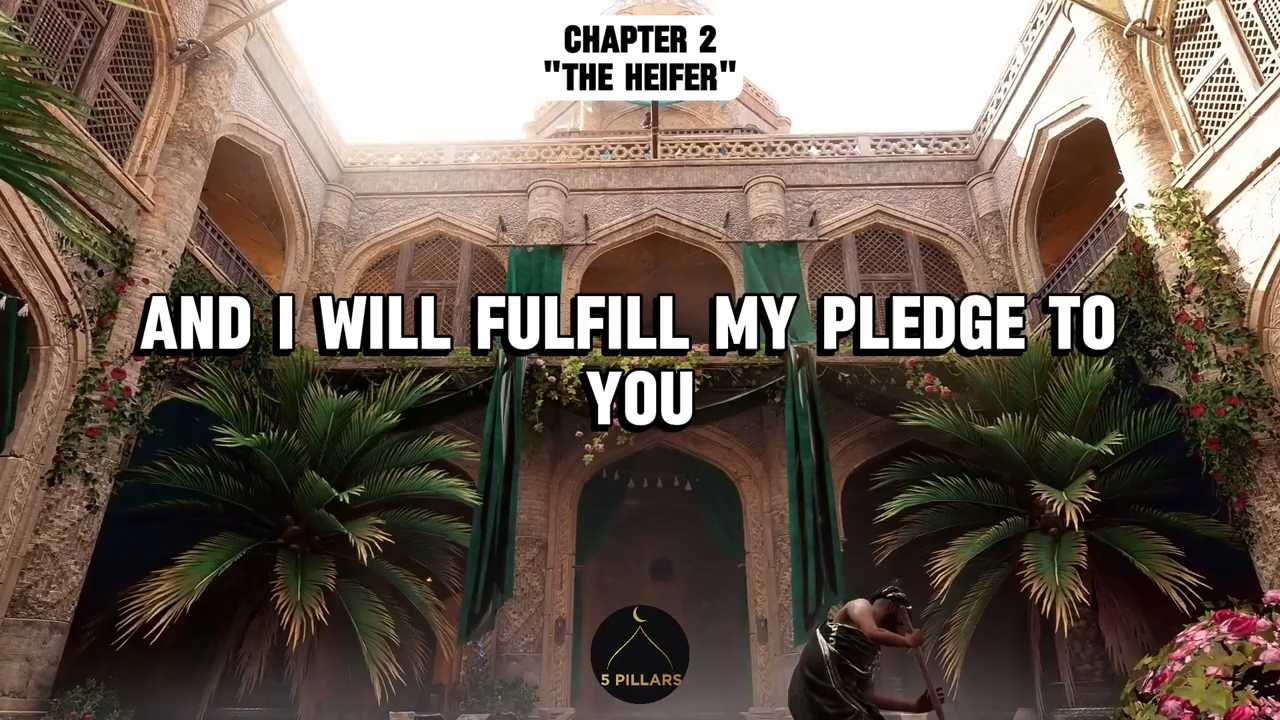 CHAPTER 2
"THE HEIFER"
AND I WILL FULFILL MY PLEDGE TO
YOU
5 PILLARS